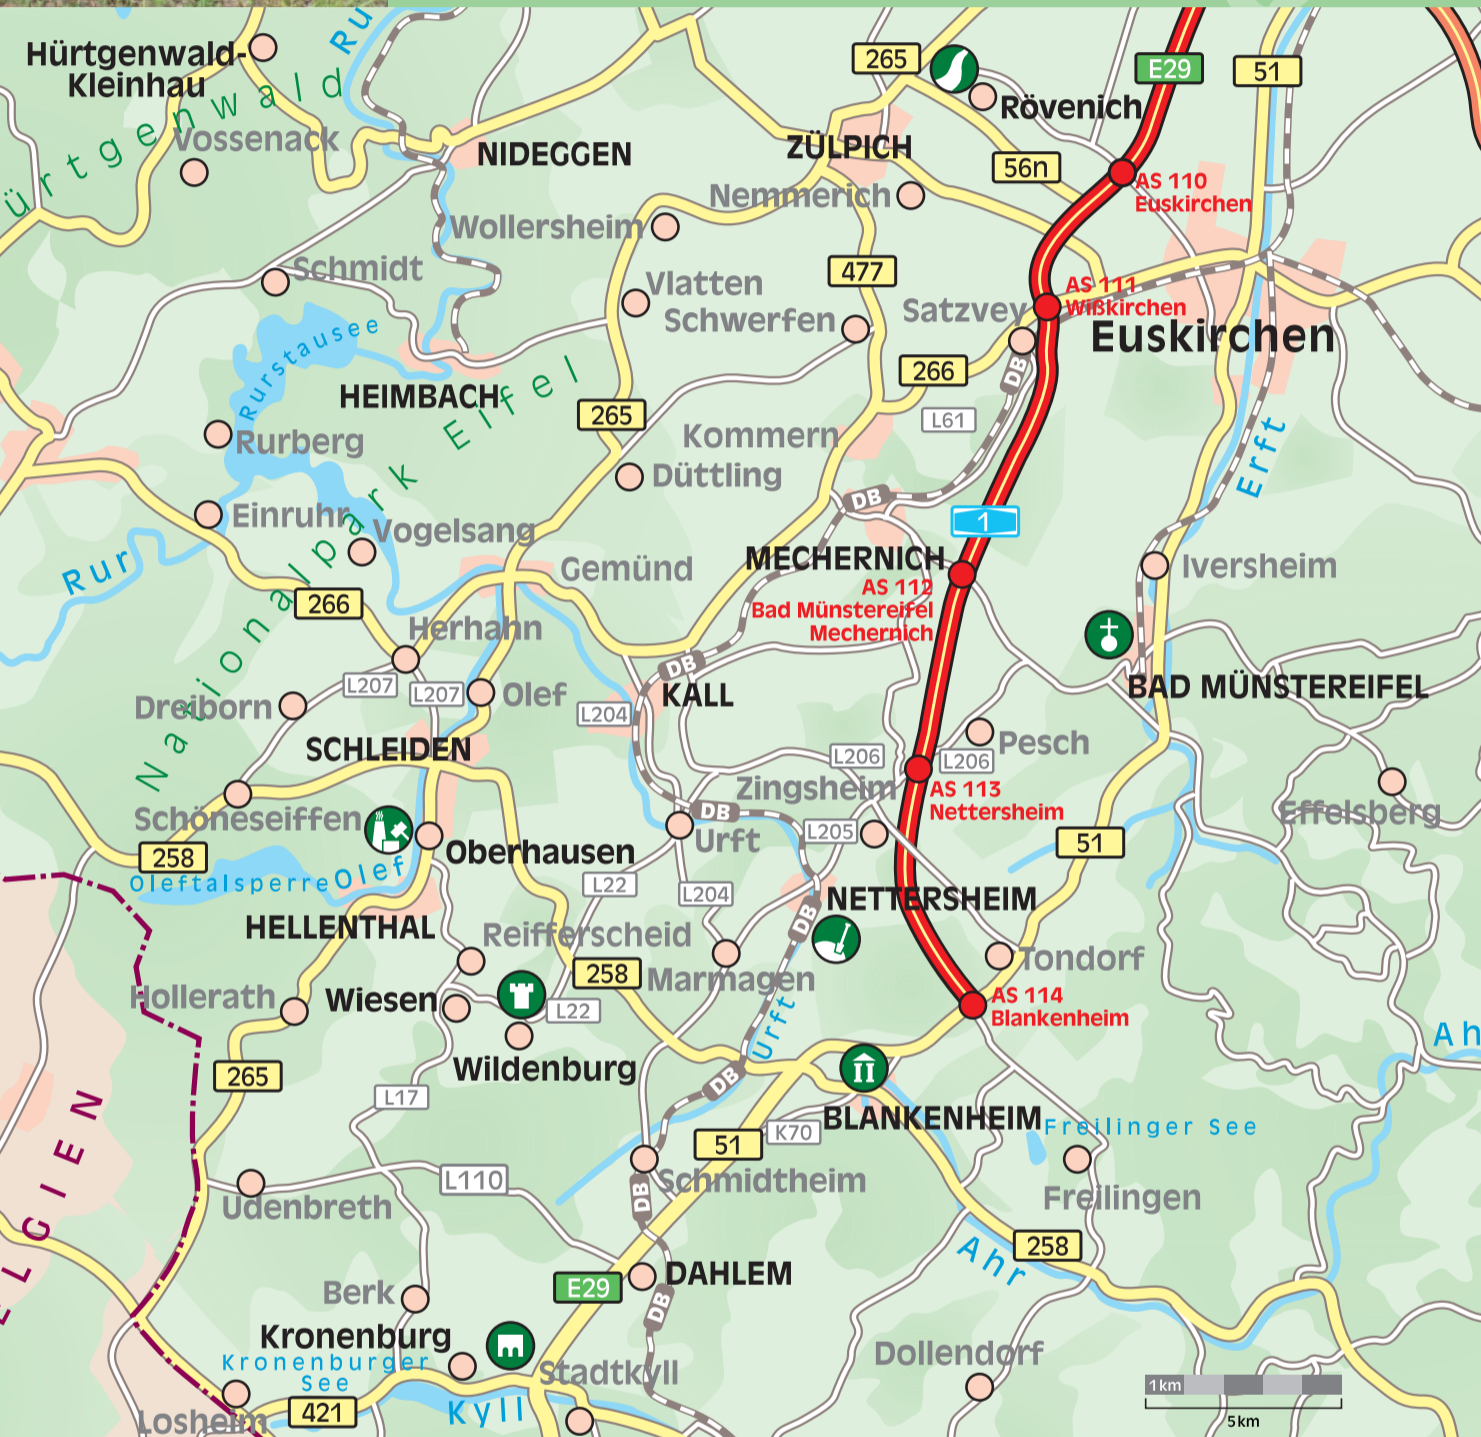 Ru
Hürtgenwald-
Kleinhau
265
E29
51
Rövenich
ürtgenwald
Vossenack
NIDEGGEN
ZÜLPICH
56n
AS 110
Euskirchen
Nemmerich
Wollersheim
Schmidt
Vlatten
477
Schwerfen
Satzvey
AS 111
Wißkirchen
Euskirchen
Rurstausee
HEIMBACH
266
DB
265
L61
Nationalpark Eifel
Rurberg
Kommern
Düttling
Erft
DB
Einruhr
Vogelsang
1
Rur
MECHERNICH
Gemünd
Iversheim
AS 112
Bad Münstereifel
Mechernich
266
Herhahn
DB
L207
L207
Olef
KALL
BAD MÜNSTEREIFEL
Dreiborn
L204
SCHLEIDEN
Pesch
L206
L206
Zingsheim
AS 113
Nettersheim
Effelsberg
Schöneseiffen
DB
Urft
L205
51
258
Oberhausen
Oleftalsperre
Olef
L22
L204
NETTERSHEIM
HELLENTHAL
DB
Reifferscheid
Tondorf
258
Marmagen
Hollerath
Wiesen
L22
AS 114
Blankenheim
Urft
Ah
Wildenburg
265
DB
L17
BLANKENHEIM
Freilinger See
K70
51
Schmidtheim
L110
DB
Udenbreth
Freilingen
ELGIEN
Ahr
258
DAHLEM
E29
Berk
DB
Kronenburg
Kronenburger
See
Stadtkyll
Dollendorf
1km
5km
Losheim
421
Kyll